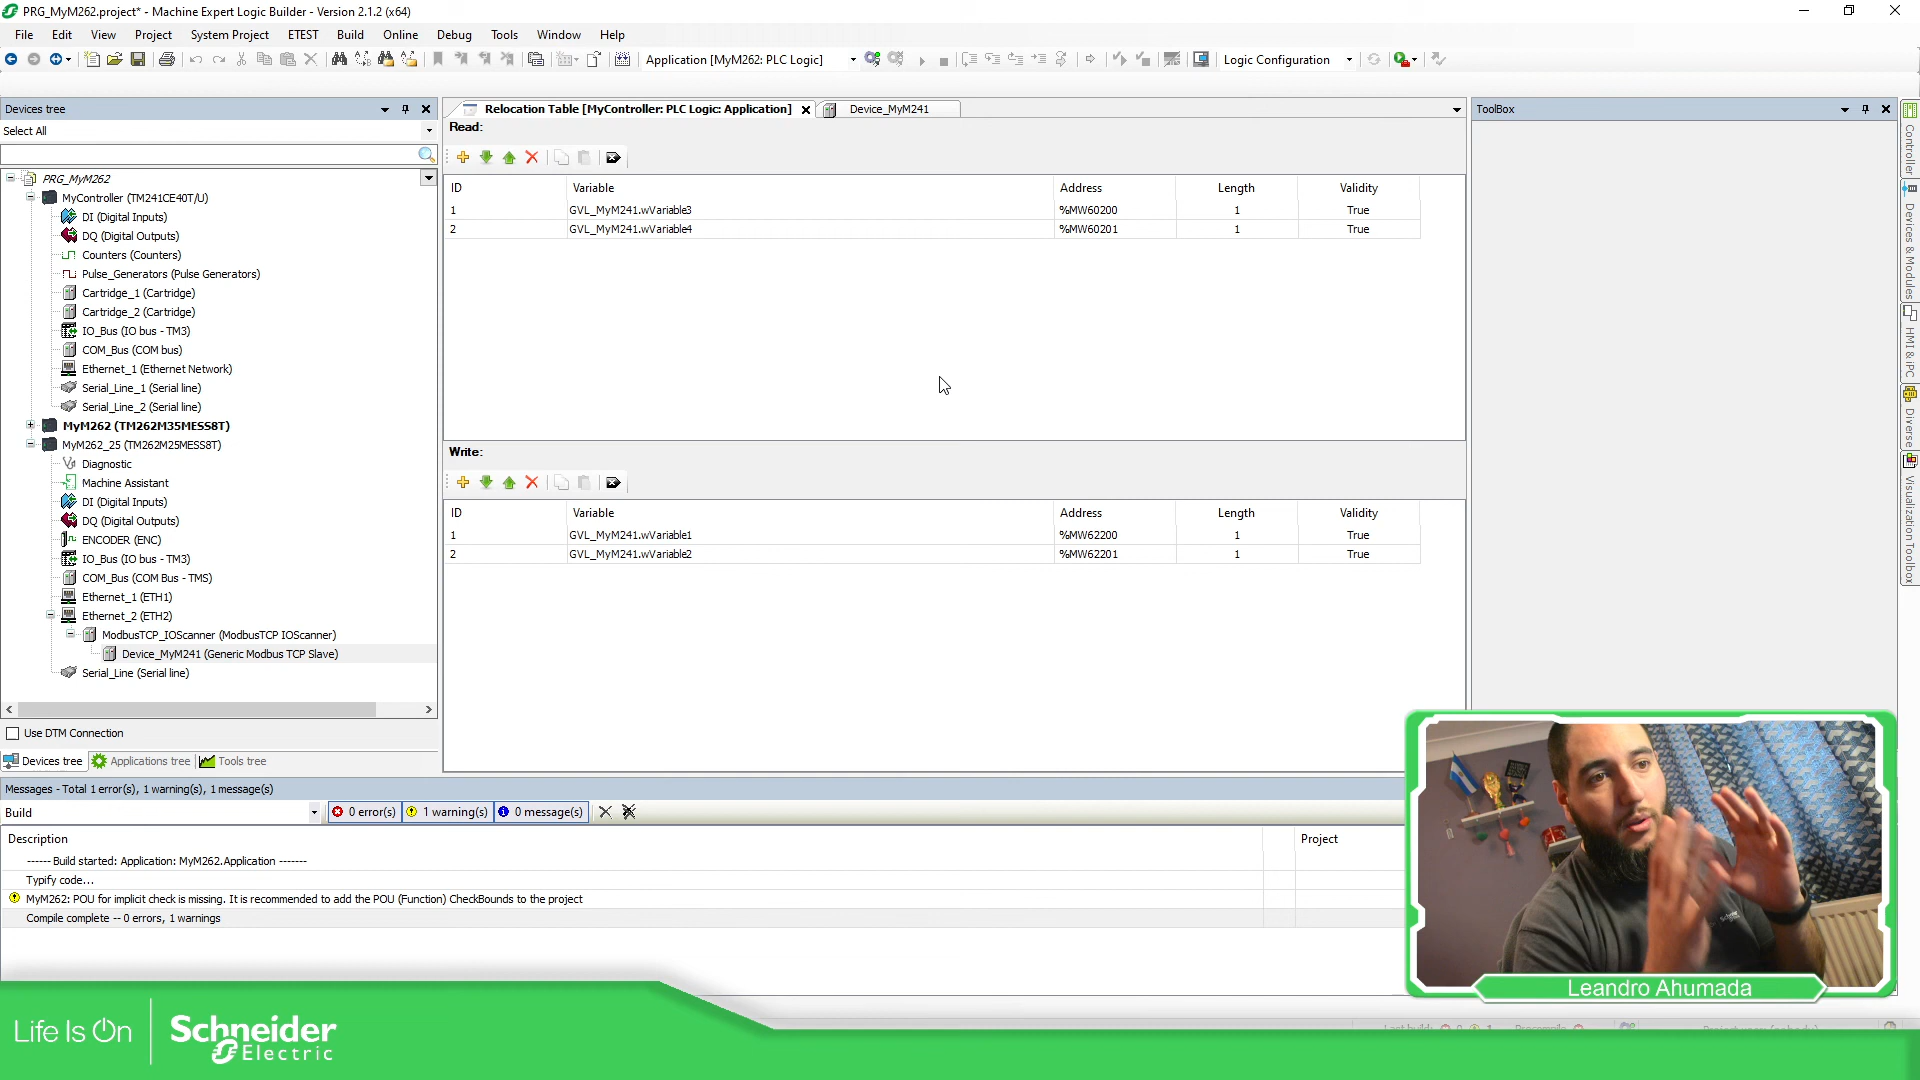 PRG_MyM262.project* - Machine Expert Logic Builder - Version 2.1.2 (x64)
File Edit View Project System Project ETEST Build Online Debug Tools Window Help
Application [MyM262: PLC Logic] Logic Configuration
Devices tree
Select All
PRG_MyM262
MyController (TM241CE40T/U)
DI (Digital Inputs)
DQ (Digital Outputs)
Counters (Counters)
Pulse_Generators (Pulse Generators)
Cartridge_1 (Cartridge)
Cartridge_2 (Cartridge)
IO_Bus (IO bus - TM3)
COM_Bus (COM bus)
Ethernet_1 (Ethernet Network)
Serial_Line_1 (Serial line)
Serial_Line_2 (Serial line)
MyM262 (TM262M35MESS8T)
MyM262_25 (TM262M25MESS8T)
Diagnostic
Machine Assistant
DI (Digital Inputs)
DQ (Digital Outputs)
ENCODER (ENC)
IO_Bus (IO bus - TM3)
COM_Bus (COM Bus - TMS)
Ethernet_1 (ETH1)
Ethernet_2 (ETH2)
ModbusTCP_IOScanner (ModbusTCP IOScanner)
Device_MyM241 (Generic Modbus TCP Slave)
Serial_Line (Serial line)
Use DTM Connection
Devices tree Applications tree Tools tree
Relocation Table [MyController: PLC Logic: Application] Device_MyM241
Read:
ID Variable Address Length Validity
1 GVL_MyM241.wVariable3 %MW60200 1 True
2 GVL_MyM241.wVariable4 %MW60201 1 True
Write:
ID Variable Address Length Validity
1 GVL_MyM241.wVariable1 %MW62200 1 True
2 GVL_MyM241.wVariable2 %MW62201 1 True
ToolBox
Controller
Devices & Modules
HMI & iPC
Diverse
Visualization Toolbox
Messages - Total 1 error(s), 1 warning(s), 1 message(s)
Build 0 error(s) 1 warning(s) 0 message(s)
Description Project
------ Build started: Application: MyM262.Application -------
Typify code...
MyM262: POU for implicit check is missing. It is recommended to add the POU (Function) CheckBounds to the project
Compile complete -- 0 errors, 1 warnings
Leandro Ahumada
Life Is On
Schneider
Electric